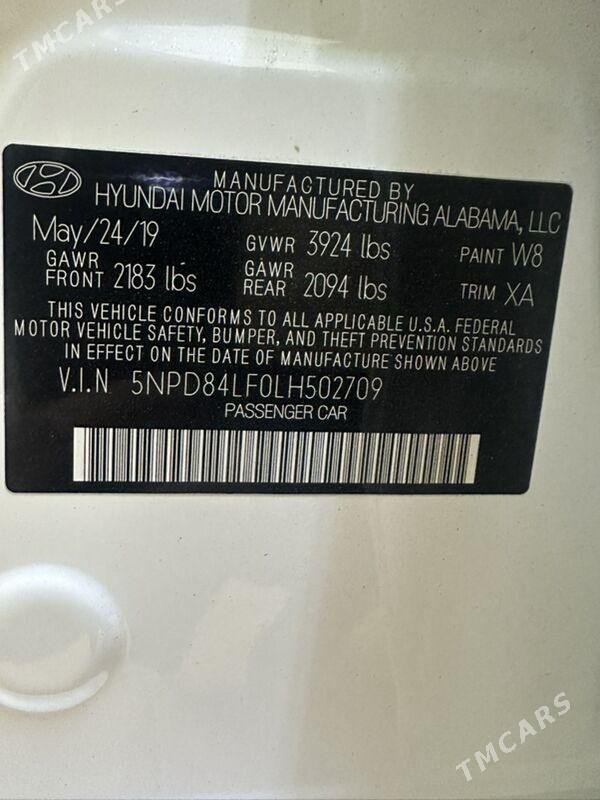 TMCARS
MANUFACTURED BY
HYUNDAI MOTOR MANUFACTURING ALABAMA, LLC
May/24/19 GVWR 3924 lbs PAINT W8
GAWR FRONT 2183 lbs GAWR REAR 2094 lbs TRIM XA
THIS VEHICLE CONFORMS TO ALL APPLICABLE U.S.A. FEDERAL
MOTOR VEHICLE SAFETY, BUMPER, AND THEFT PREVENTION STANDARDS
IN EFFECT ON THE DATE OF MANUFACTURE SHOWN ABOVE
V.I.N 5NPD84LF0LH502709
PASSENGER CAR
TMCARS